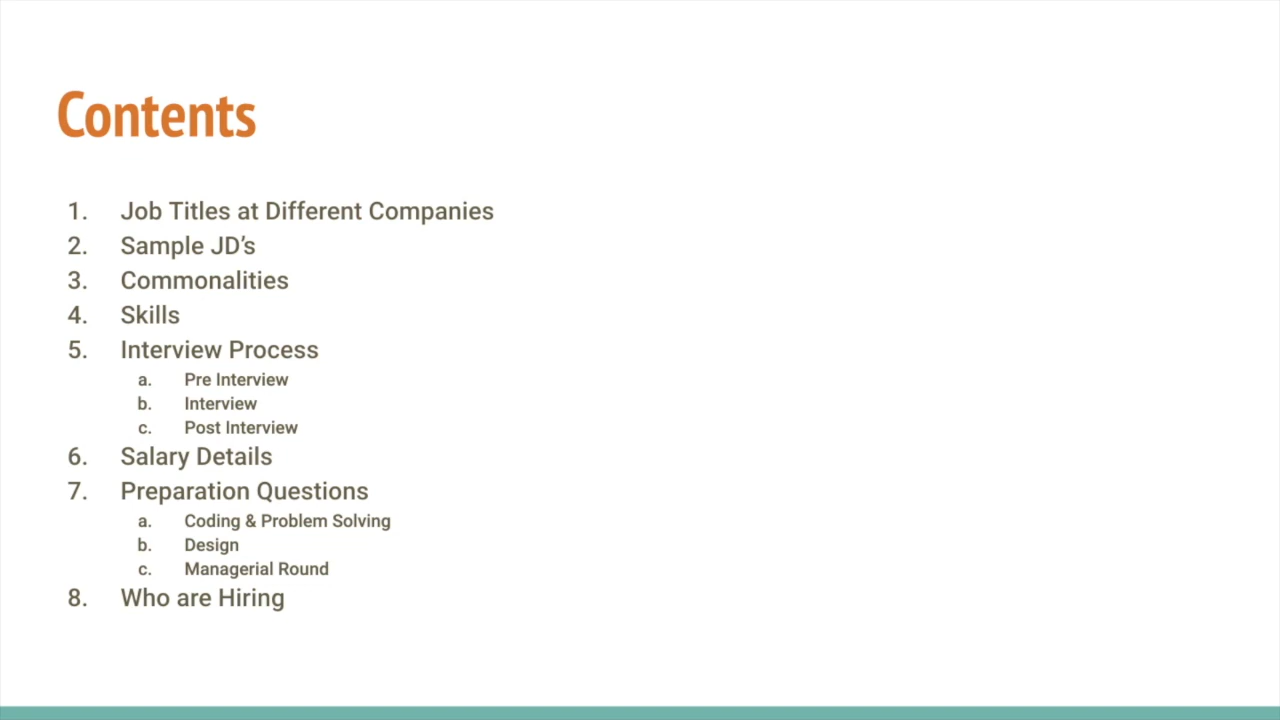 Contents
1. Job Titles at Different Companies
2. Sample JD’s
3. Commonalities
4. Skills
5. Interview Process
a. Pre Interview
b. Interview
c. Post Interview
6. Salary Details
7. Preparation Questions
a. Coding & Problem Solving
b. Design
c. Managerial Round
8. Who are Hiring